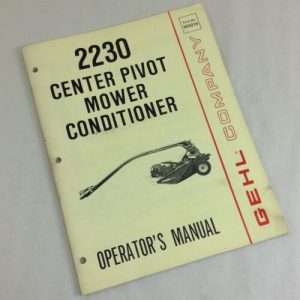 2230
CENTER PIVOT
MOWER
CONDITIONER
OPERATOR'S MANUAL
GEHL COMPANY